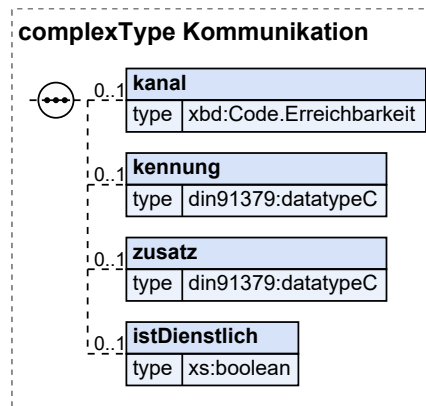 complexType Kommunikation
0..1 kanal
type xbd:Code.Erreichbarkeit
0..1 kennung
type din91379:datatypeC
0..1 zusatz
type din91379:datatypeC
0..1 istDienstlich
type xs:boolean